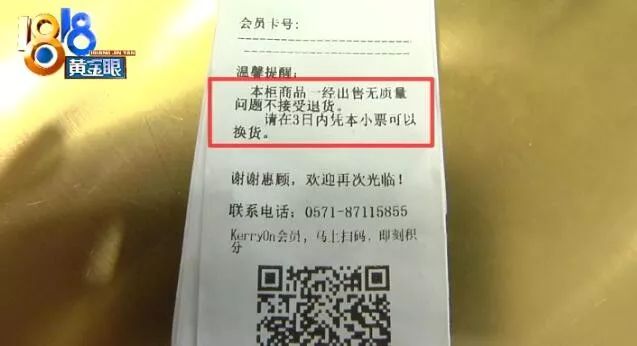 1818
黄金眼
会员卡号:
温馨提醒:
本柜商品一经出售无质量
问题不接受退货。
请在3日内凭本小票可以
换货。
谢谢惠顾，欢迎再次光临!
联系电话: 0571-87115855
KerryOn会员，马上扫码，即刻积
分